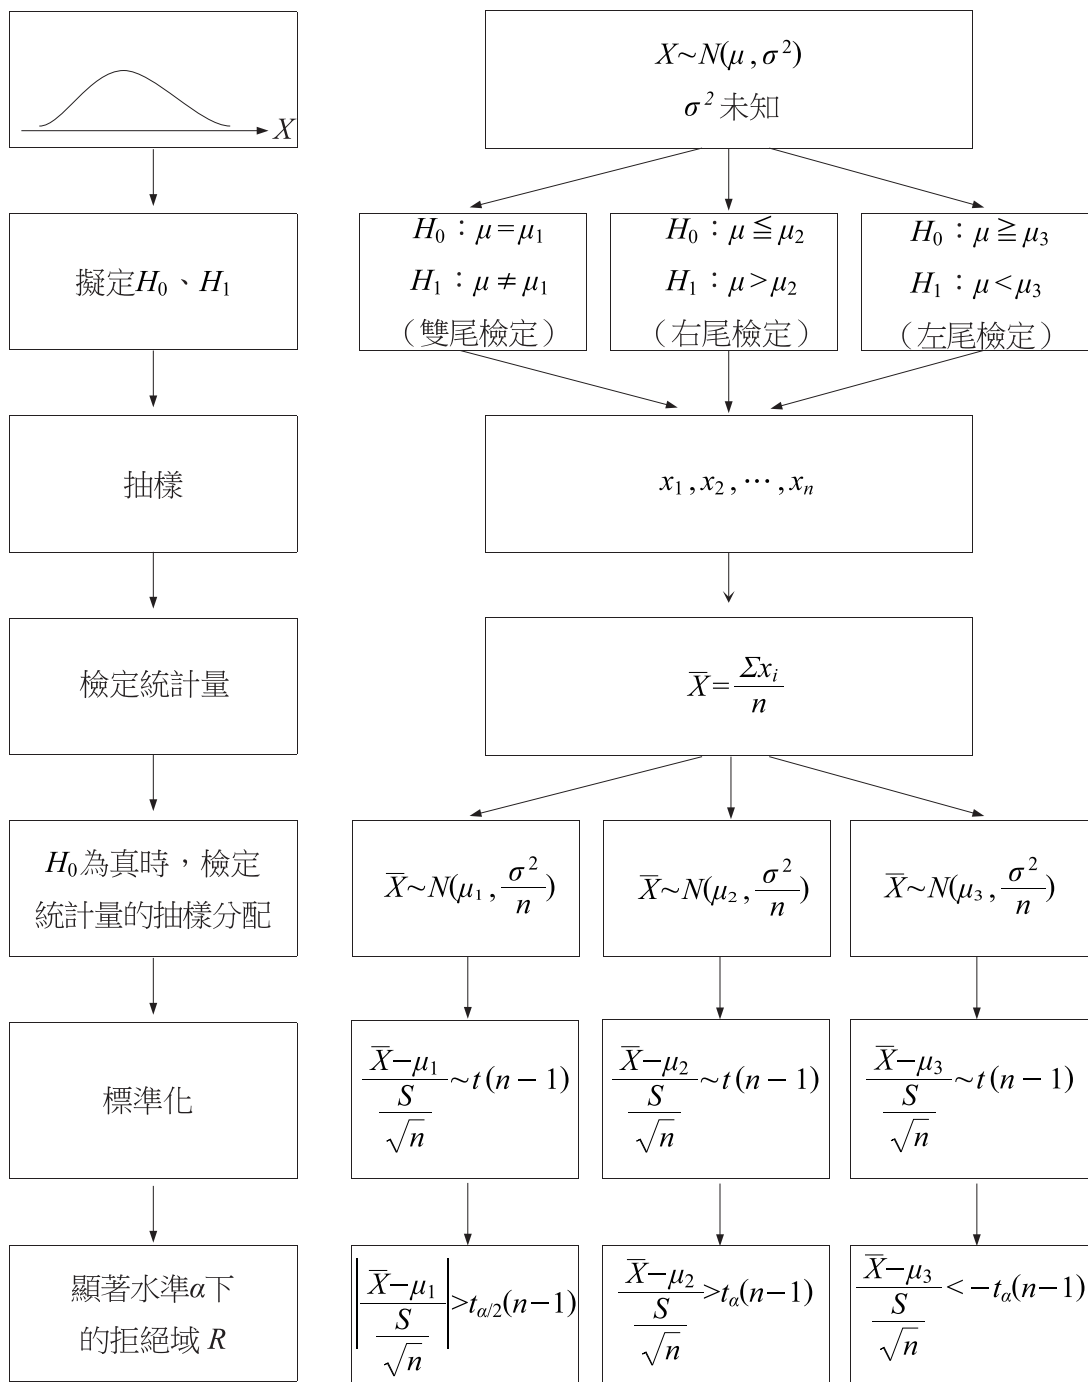 X
X~N(μ , σ²)
σ² 未知
擬定H₀、H₁
H₀：μ = μ₁
H₁：μ ≠ μ₁
（雙尾檢定）
H₀：μ ≦ μ₂
H₁：μ > μ₂
（右尾檢定）
H₀：μ ≧ μ₃
H₁：μ < μ₃
（左尾檢定）
抽樣
x₁ , x₂ , ⋯ , xₙ
檢定統計量
X̅ = Σxᵢ / n
H₀為真時，檢定
統計量的抽樣分配
X̅~N(μ₁ , σ²/n)
X̅~N(μ₂ , σ²/n)
X̅~N(μ₃ , σ²/n)
標準化
(X̅−μ₁)/(S/√n) ~ t (n − 1)
(X̅−μ₂)/(S/√n) ~ t (n − 1)
(X̅−μ₃)/(S/√n) ~ t (n − 1)
顯著水準α下
的拒絕域 R
|(X̅−μ₁)/(S/√n)| > t_{α/2}(n−1)
(X̅−μ₂)/(S/√n) > t_α(n−1)
(X̅−μ₃)/(S/√n) < −t_α(n−1)